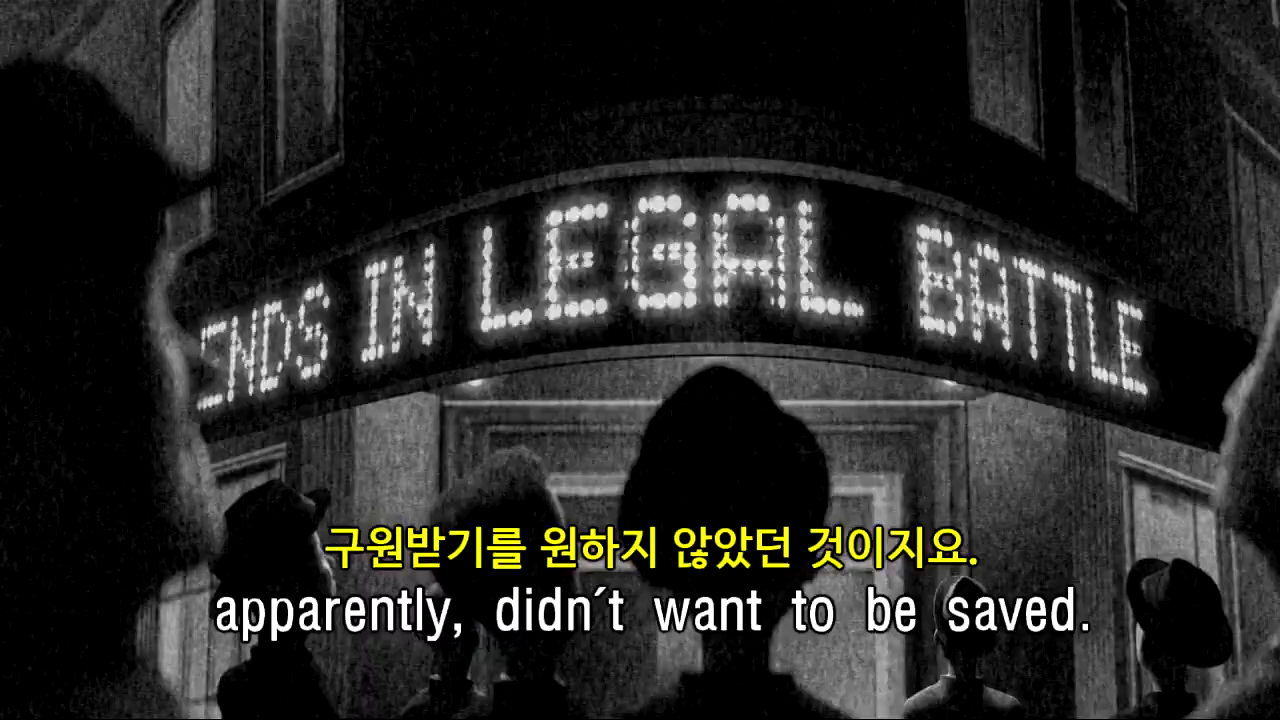 ENDS IN LEGAL BATTLE
구원받기를 원하지 않았던 것이지요.
apparently, didn´t want to be saved.